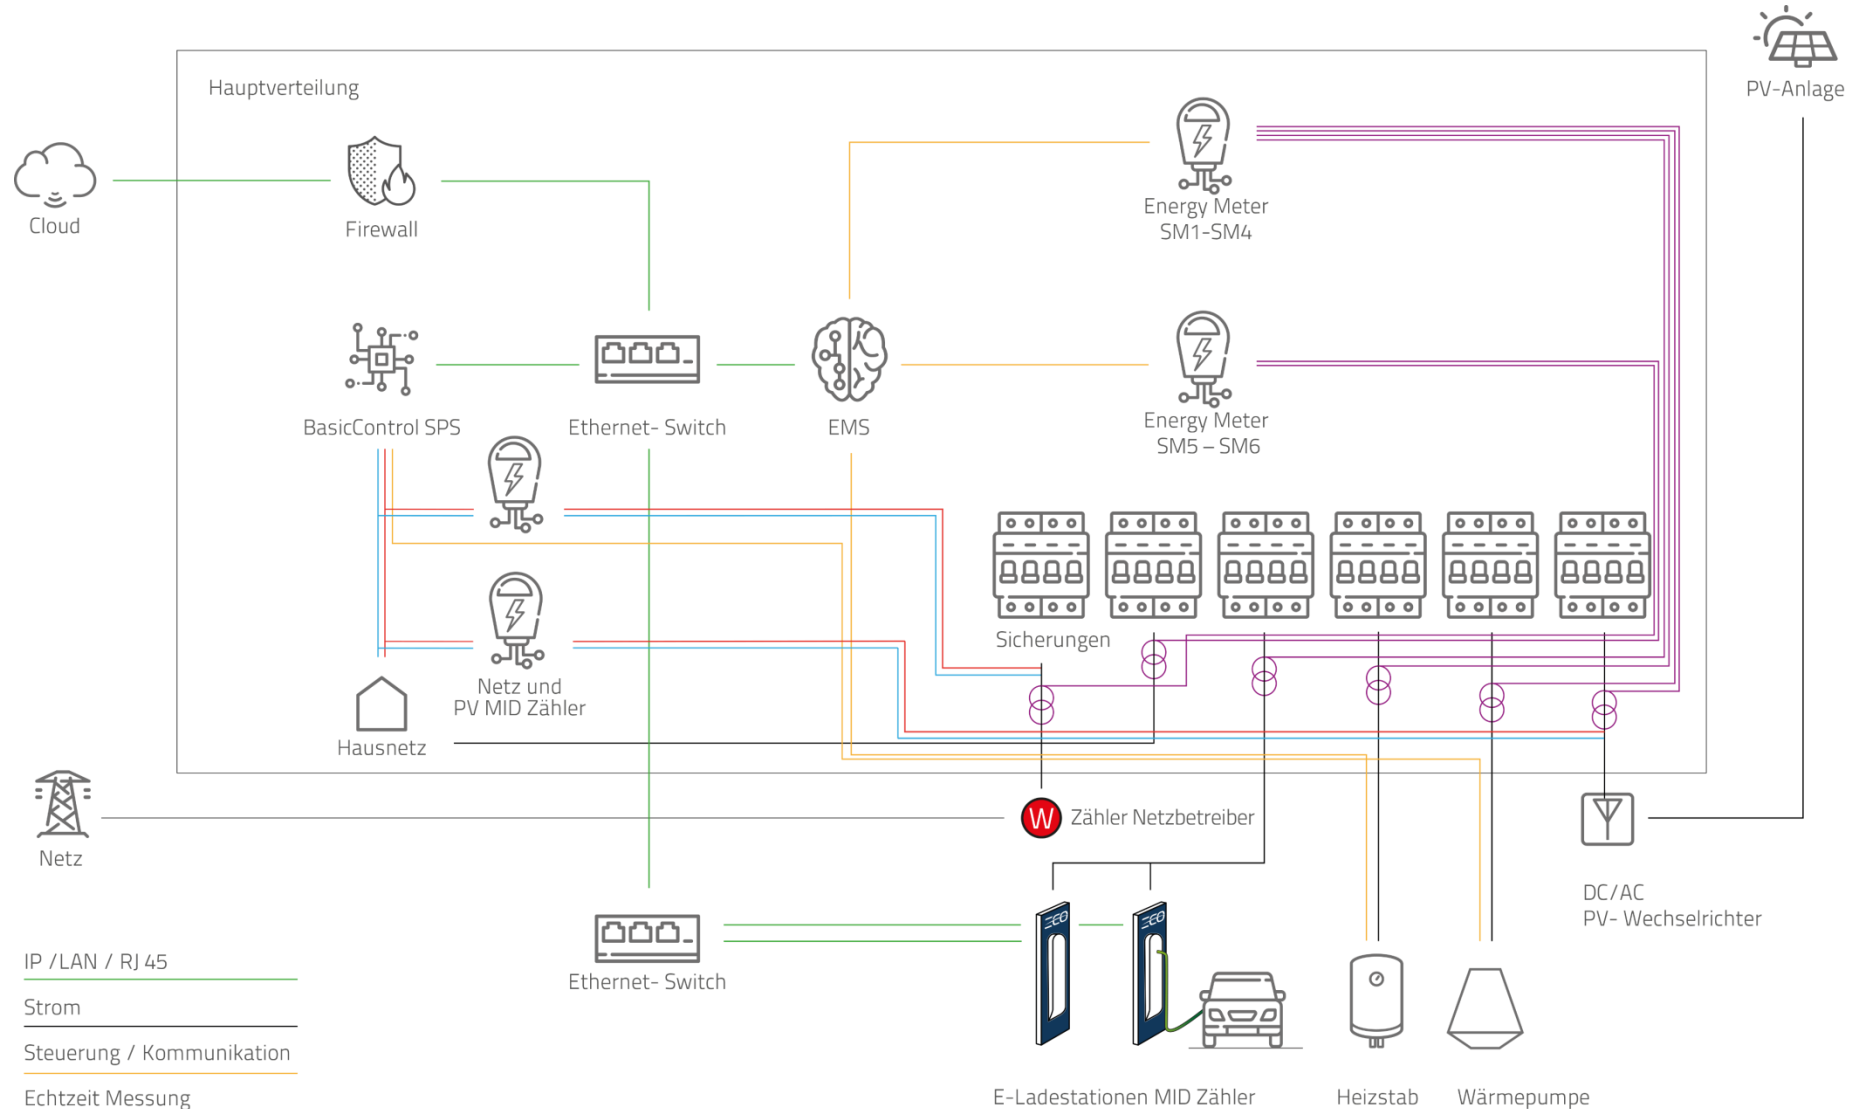 PV-Anlage
Hauptverteilung
Cloud
Firewall
Energy Meter
SM1-SM4
BasicControl SPS
Ethernet- Switch
EMS
Energy Meter
SM5 – SM6
Sicherungen
Netz und
PV MID Zähler
Hausnetz
Netz
W
Zähler Netzbetreiber
DC/AC
PV- Wechselrichter
Ethernet- Switch
IP /LAN / RJ 45
Strom
Steuerung / Kommunikation
Echtzeit Messung
E-Ladestationen MID Zähler
Heizstab
Wärmepumpe